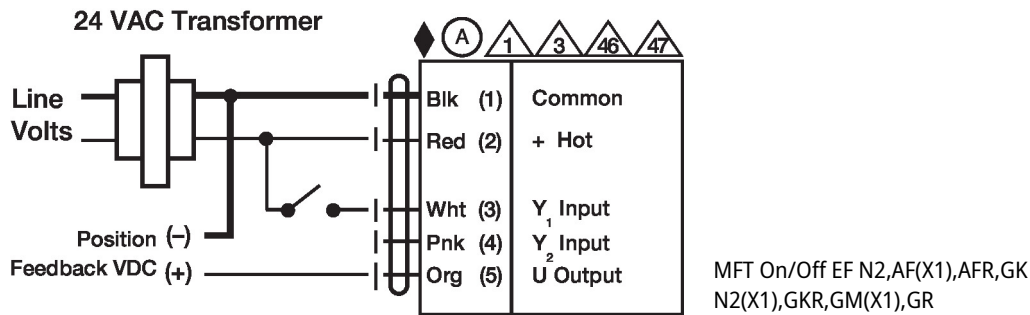 24 VAC Transformer
A 1 3 46 47
Line
Volts
Blk (1) Common
Red (2) + Hot
Wht (3) Y1 Input
Position (–)
Pnk (4) Y2 Input
Feedback VDC (+)
Org (5) U Output
MFT On/Off EF N2,AF(X1),AFR,GK
N2(X1),GKR,GM(X1),GR